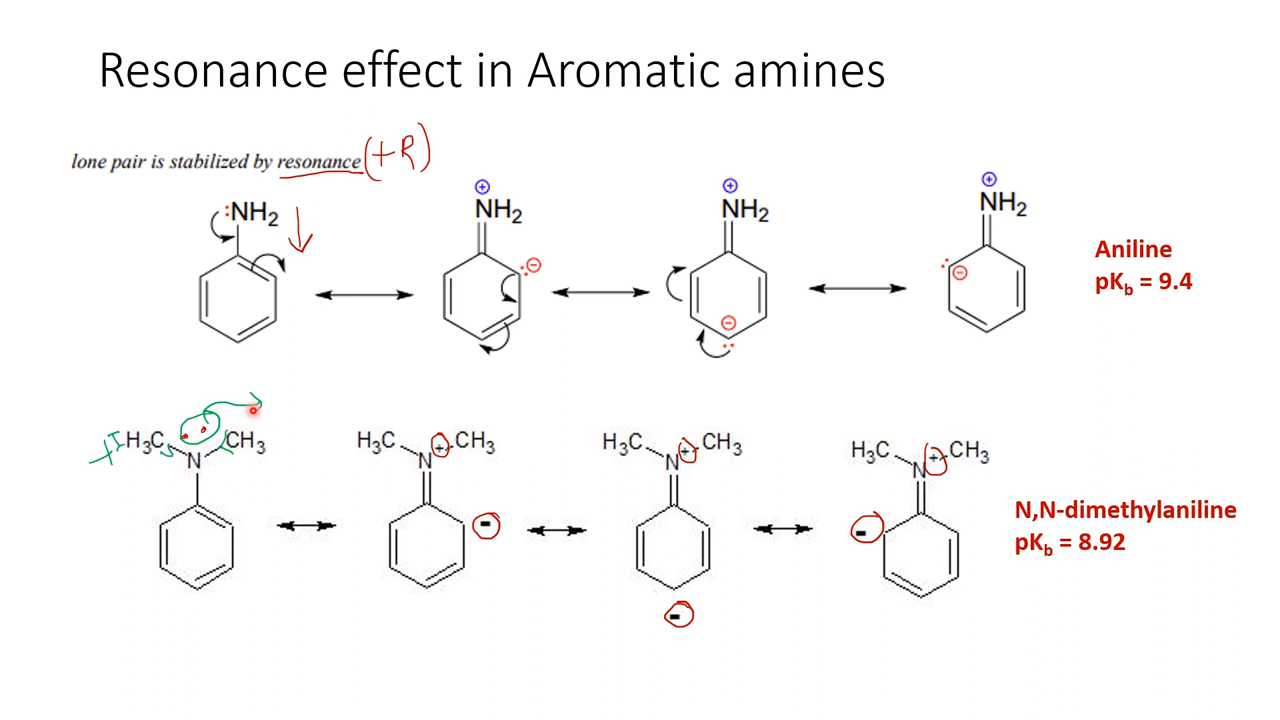 Resonance effect in Aromatic amines
lone pair is stabilized by resonance (+R)
:NH2
⊕
NH2
:⊖
⊕
NH2
⊖
..
⊕
NH2
..
⊖
Aniline
pKb = 9.4
+I H3C CH3
N
H3C + CH3
N
-
H3C + CH3
N
-
H3C + CH3
N
-
N,N-dimethylaniline
pKb = 8.92